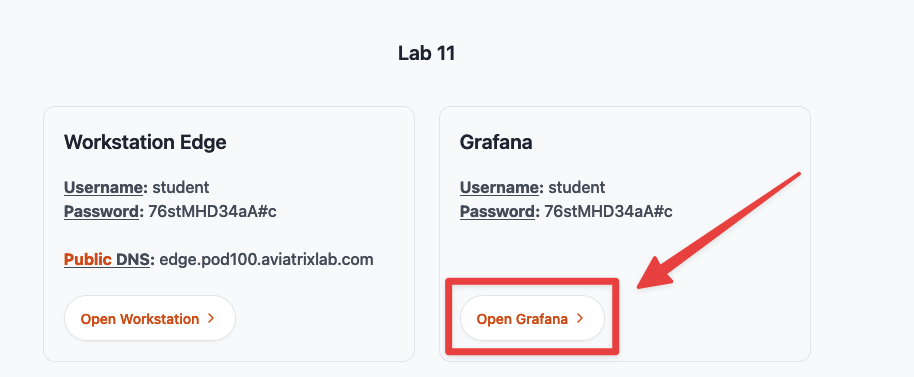 Lab 11
Workstation Edge
Username: student
Password: 76stMHD34aA#c
Public DNS: edge.pod100.aviatrixlab.com
Open Workstation >
Grafana
Username: student
Password: 76stMHD34aA#c
Open Grafana >